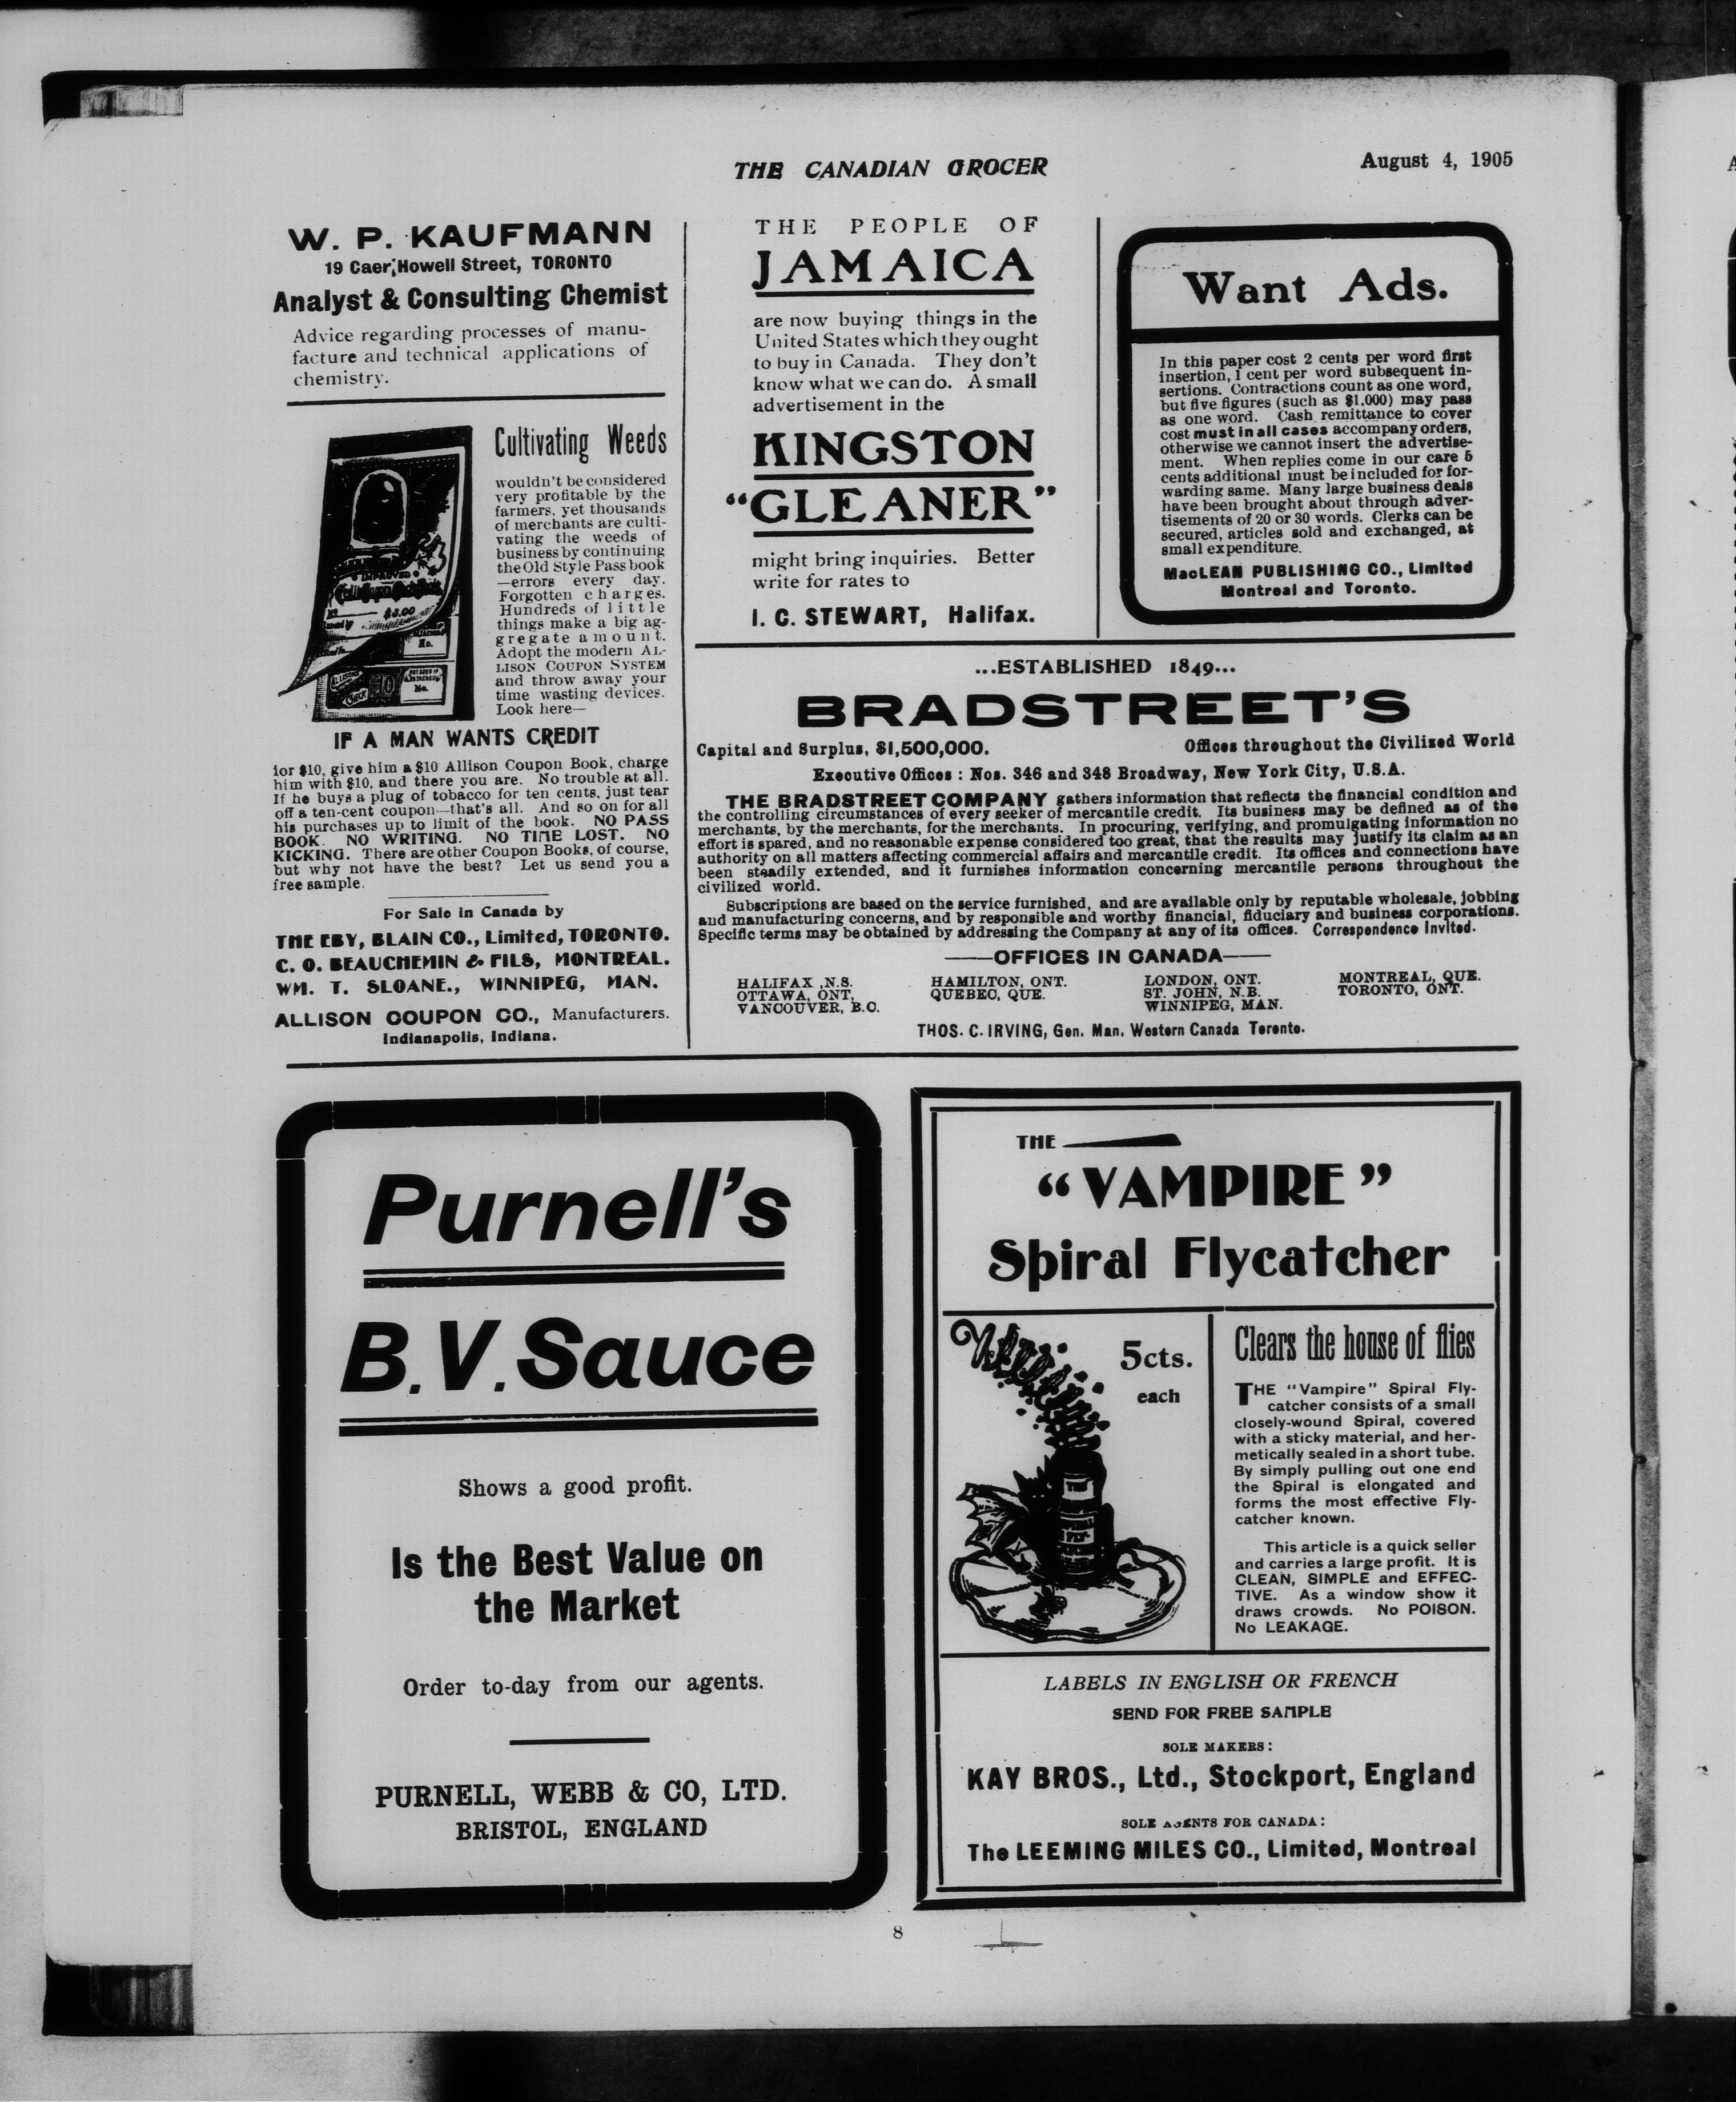 THE CANADIAN GROCER
August 4, 1905
W. P. KAUFMANN
19 Caer Howell Street, TORONTO
Analyst & Consulting Chemist
Advice regarding processes of manu-
facture and technical applications of
chemistry.
Cultivating Weeds
wouldn't be considered
very profitable by the
farmers, yet thousands
of merchants are culti-
vating the weeds of
business by continuing
the Old Style Pass book
—errors every day.
Forgotten charges.
Hundreds of little
things make a big ag-
gregate amount.
Adopt the modern AL-
LISON COUPON SYSTEM
and throw away your
time wasting devices.
Look here—
IMPROVED
$3.00
No.
10
No.
IF A MAN WANTS CREDIT
for $10, give him a $10 Allison Coupon Book, charge
him with $10, and there you are. No trouble at all.
If he buys a plug of tobacco for ten cents, just tear
off a ten-cent coupon—that's all. And so on for all
his purchases up to limit of the book. NO PASS
BOOK. NO WRITING. NO TIME LOST. NO
KICKING. There are other Coupon Books, of course,
but why not have the best? Let us send you a
free sample.
For Sale in Canada by
THE EBY, BLAIN CO., Limited, TORONTO.
C. O. BEAUCHEMIN & FILS, MONTREAL.
WM. T. SLOANE., WINNIPEG, MAN.
ALLISON COUPON CO., Manufacturers.
Indianapolis, Indiana.
THE PEOPLE OF
JAMAICA
are now buying things in the
United States which they ought
to buy in Canada. They don't
know what we can do. A small
advertisement in the
KINGSTON
"GLEANER"
might bring inquiries. Better
write for rates to
I. C. STEWART, Halifax.
Want Ads.
In this paper cost 2 cents per word first
insertion, 1 cent per word subsequent in-
sertions. Contractions count as one word,
but five figures (such as $1,000) may pass
as one word. Cash remittance to cover
cost must in all cases accompany orders,
otherwise we cannot insert the advertise-
ment. When replies come in our care 5
cents additional must be included for for-
warding same. Many large business deals
have been brought about through adver-
tisements of 20 or 30 words. Clerks can be
secured, articles sold and exchanged, at
small expenditure.
MacLEAN PUBLISHING CO., Limited
Montreal and Toronto.
...ESTABLISHED 1849...
BRADSTREET'S
Capital and Surplus, $1,500,000.
Offices throughout the Civilized World
Executive Offices : Nos. 346 and 348 Broadway, New York City, U.S.A.
THE BRADSTREET COMPANY gathers information that reflects the financial condition and
the controlling circumstances of every seeker of mercantile credit. Its business may be defined as of the
merchants, by the merchants, for the merchants. In procuring, verifying, and promulgating information no
effort is spared, and no reasonable expense considered too great, that the results may justify its claim as an
authority on all matters affecting commercial affairs and mercantile credit. Its offices and connections have
been steadily extended, and it furnishes information concerning mercantile persons throughout the
civilized world.
Subscriptions are based on the service furnished, and are available only by reputable wholesale, jobbing
and manufacturing concerns, and by responsible and worthy financial, fiduciary and business corporations.
Specific terms may be obtained by addressing the Company at any of its offices. Correspondence Invited.
——OFFICES IN CANADA——
HALIFAX ,N.S. HAMILTON, ONT. LONDON, ONT. MONTREAL, QUE.
OTTAWA, ONT, QUEBEC, QUE. ST. JOHN, N.B. TORONTO, ONT.
VANCOUVER, B.C. WINNIPEG, MAN.
THOS. C. IRVING, Gen. Man. Western Canada Toronto.
Purnell's
B.V. Sauce
Shows a good profit.
Is the Best Value on
the Market
Order to-day from our agents.
PURNELL, WEBB & CO, LTD.
BRISTOL, ENGLAND
THE
"VAMPIRE"
Spiral Flycatcher
5cts.
each
Clears the house of flies
THE "Vampire" Spiral Fly-
catcher consists of a small
closely-wound Spiral, covered
with a sticky material, and her-
metically sealed in a short tube.
By simply pulling out one end
the Spiral is elongated and
forms the most effective Fly-
catcher known.
This article is a quick seller
and carries a large profit. It is
CLEAN, SIMPLE and EFFEC-
TIVE. As a window show it
draws crowds. No POISON.
No LEAKAGE.
LABELS IN ENGLISH OR FRENCH
SEND FOR FREE SAMPLE
SOLE MAKERS:
KAY BROS., Ltd., Stockport, England
SOLE AGENTS FOR CANADA:
The LEEMING MILES CO., Limited, Montreal
8